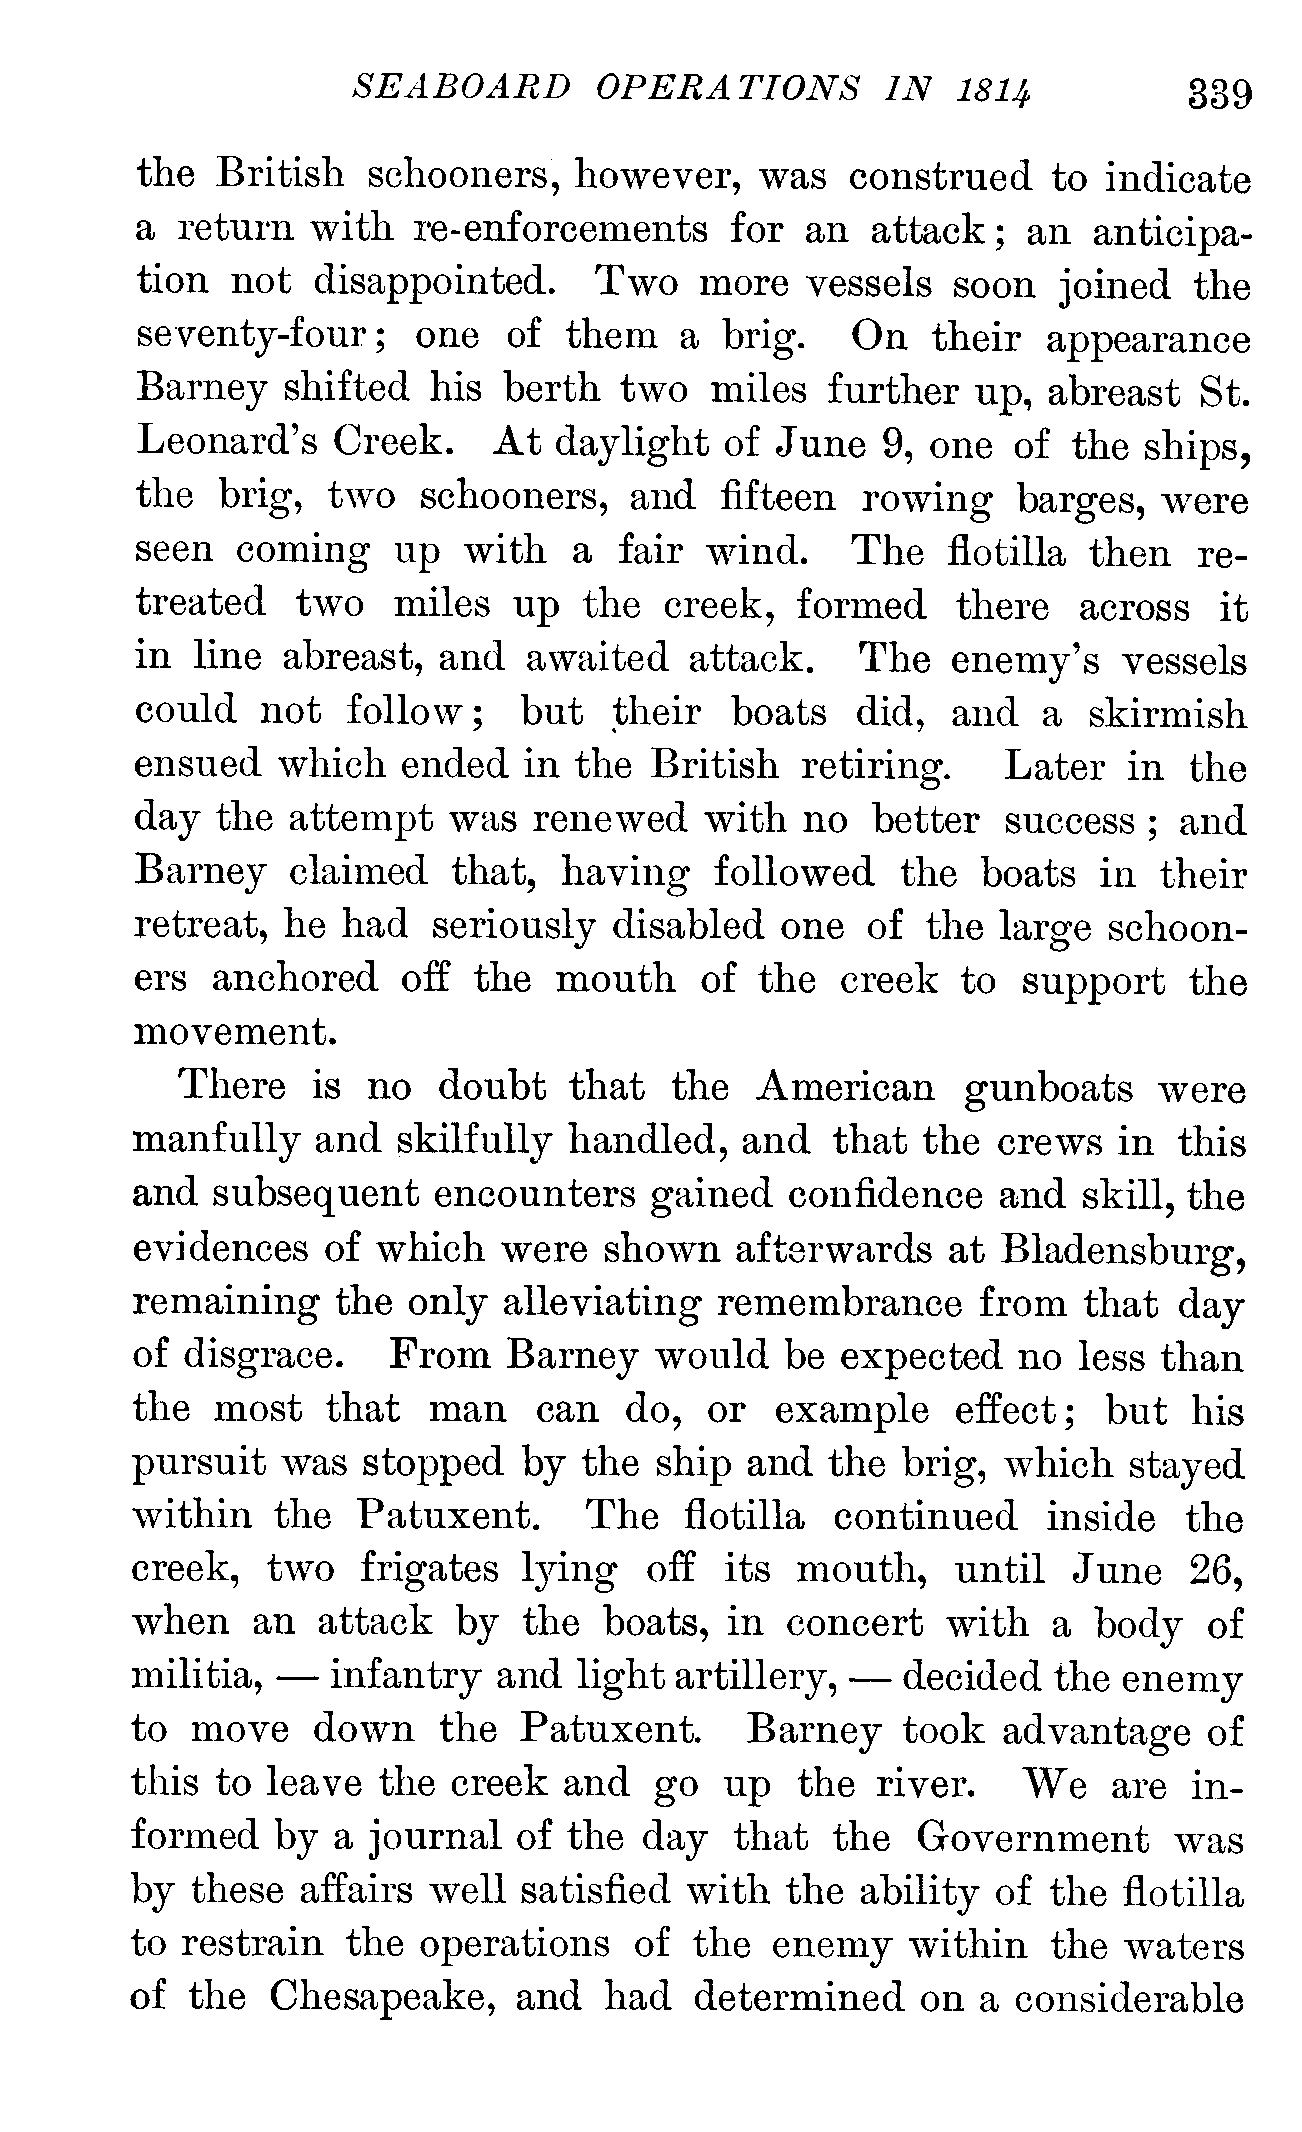 SEABOARD OPERATIONS IN 1814 339
the British schooners, however, was construed to indicate
a return with re-enforcements for an attack; an anticipa-
tion not disappointed. Two more vessels soon joined the
seventy-four; one of them a brig. On their appearance
Barney shifted his berth two miles further up, abreast St.
Leonard's Creek. At daylight of June 9, one of the ships,
the brig, two schooners, and fifteen rowing barges, were
seen coming up with a fair wind. The flotilla then re-
treated two miles up the creek, formed there across it
in line abreast, and awaited attack. The enemy's vessels
could not follow; but their boats did, and a skirmish
ensued which ended in the British retiring. Later in the
day the attempt was renewed with no better success; and
Barney claimed that, having followed the boats in their
retreat, he had seriously disabled one of the large schoon-
ers anchored off the mouth of the creek to support the
movement.
There is no doubt that the American gunboats were
manfully and skilfully handled, and that the crews in this
and subsequent encounters gained confidence and skill, the
evidences of which were shown afterwards at Bladensburg,
remaining the only alleviating remembrance from that day
of disgrace. From Barney would be expected no less than
the most that man can do, or example effect; but his
pursuit was stopped by the ship and the brig, which stayed
within the Patuxent. The flotilla continued inside the
creek, two frigates lying off its mouth, until June 26,
when an attack by the boats, in concert with a body of
militia, — infantry and light artillery, — decided the enemy
to move down the Patuxent. Barney took advantage of
this to leave the creek and go up the river. We are in-
formed by a journal of the day that the Government was
by these affairs well satisfied with the ability of the flotilla
to restrain the operations of the enemy within the waters
of the Chesapeake, and had determined on a considerable